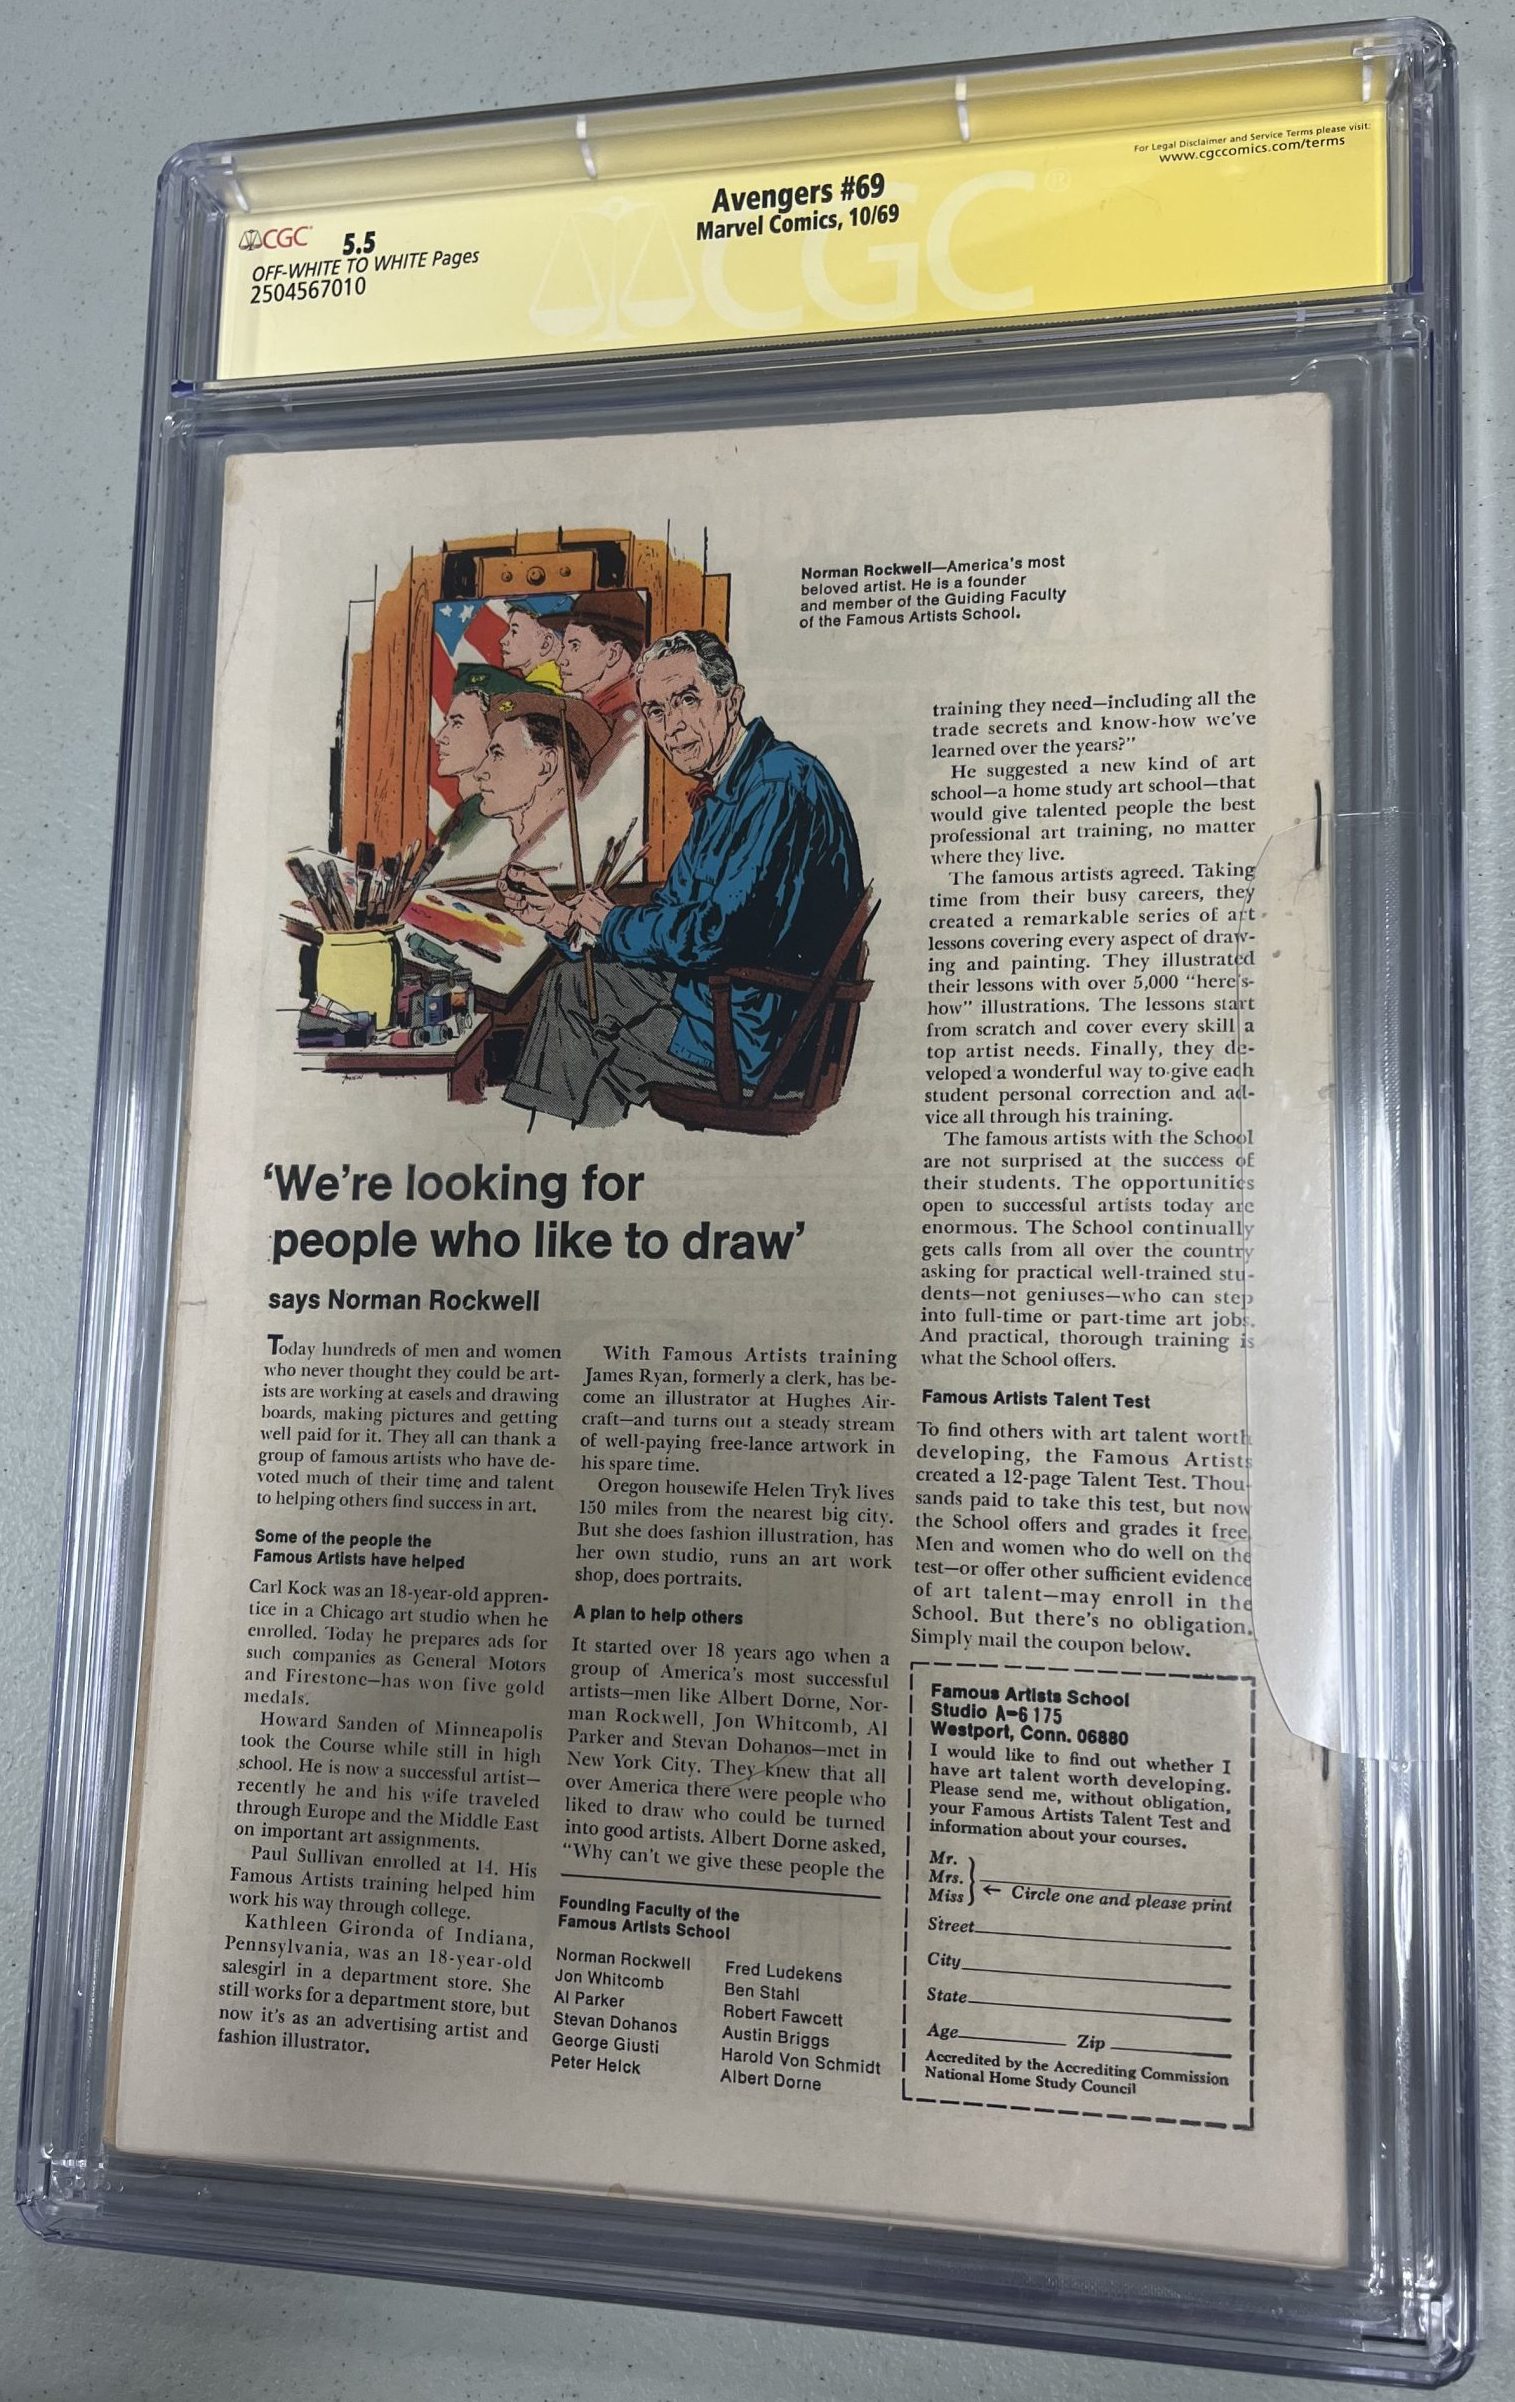 For Legal Disclaimer and Service Terms please visit:
www.cgccomics.com/terms
Avengers #69
Marvel Comics, 10/69
CGC
CGC® 5.5
OFF-WHITE TO WHITE Pages
2504567010
Norman Rockwell—America's most
beloved artist. He is a founder
and member of the Guiding Faculty
of the Famous Artists School.
'We're looking for
people who like to draw'
says Norman Rockwell
Today hundreds of men and women
who never thought they could be art-
ists are working at easels and drawing
boards, making pictures and getting
well paid for it. They all can thank a
group of famous artists who have de-
voted much of their time and talent
to helping others find success in art.
Some of the people the
Famous Artists have helped
Carl Kock was an 18-year-old appren-
tice in a Chicago art studio when he
enrolled. Today he prepares ads for
such companies as General Motors
and Firestone—has won five gold
medals.
Howard Sanden of Minneapolis
took the Course while still in high
school. He is now a successful artist—
recently he and his wife traveled
through Europe and the Middle East
on important art assignments.
Paul Sullivan enrolled at 14. His
Famous Artists training helped him
work his way through college.
Kathleen Gironda of Indiana,
Pennsylvania, was an 18-year-old
salesgirl in a department store. She
still works for a department store, but
now it's as an advertising artist and
fashion illustrator.
With Famous Artists training
James Ryan, formerly a clerk, has be-
come an illustrator at Hughes Air-
craft—and turns out a steady stream
of well-paying free-lance artwork in
his spare time.
Oregon housewife Helen Tryk lives
150 miles from the nearest big city.
But she does fashion illustration, has
her own studio, runs an art work
shop, does portraits.
A plan to help others
It started over 18 years ago when a
group of America's most successful
artists—men like Albert Dorne, Nor-
man Rockwell, Jon Whitcomb, Al
Parker and Stevan Dohanos—met in
New York City. They knew that all
over America there were people who
liked to draw who could be turned
into good artists. Albert Dorne asked,
"Why can't we give these people the
Founding Faculty of the
Famous Artists School
Norman Rockwell
Jon Whitcomb
Al Parker
Stevan Dohanos
George Giusti
Peter Helck
Fred Ludekens
Ben Stahl
Robert Fawcett
Austin Briggs
Harold Von Schmidt
Albert Dorne
training they need—including all the
trade secrets and know-how we've
learned over the years?"
He suggested a new kind of art
school—a home study art school—that
would give talented people the best
professional art training, no matter
where they live.
The famous artists agreed. Taking
time from their busy careers, they
created a remarkable series of art
lessons covering every aspect of draw-
ing and painting. They illustrated
their lessons with over 5,000 "here's-
how" illustrations. The lessons start
from scratch and cover every skill a
top artist needs. Finally, they de-
veloped a wonderful way to give each
student personal correction and ad-
vice all through his training.
The famous artists with the School
are not surprised at the success of
their students. The opportunities
open to successful artists today are
enormous. The School continually
gets calls from all over the country
asking for practical well-trained stu-
dents—not geniuses—who can step
into full-time or part-time art jobs.
And practical, thorough training is
what the School offers.
Famous Artists Talent Test
To find others with art talent worth
developing, the Famous Artists
created a 12-page Talent Test. Thou-
sands paid to take this test, but now
the School offers and grades it free.
Men and women who do well on the
test—or offer other sufficient evidence
of art talent—may enroll in the
School. But there's no obligation.
Simply mail the coupon below.
Famous Artists School
Studio A-6175
Westport, Conn. 06880
I would like to find out whether I
have art talent worth developing.
Please send me, without obligation,
your Famous Artists Talent Test and
information about your courses.
Mr.
Mrs.
Miss
← Circle one and please print
Street
City
State
Age Zip
Accredited by the Accrediting Commission
National Home Study Council